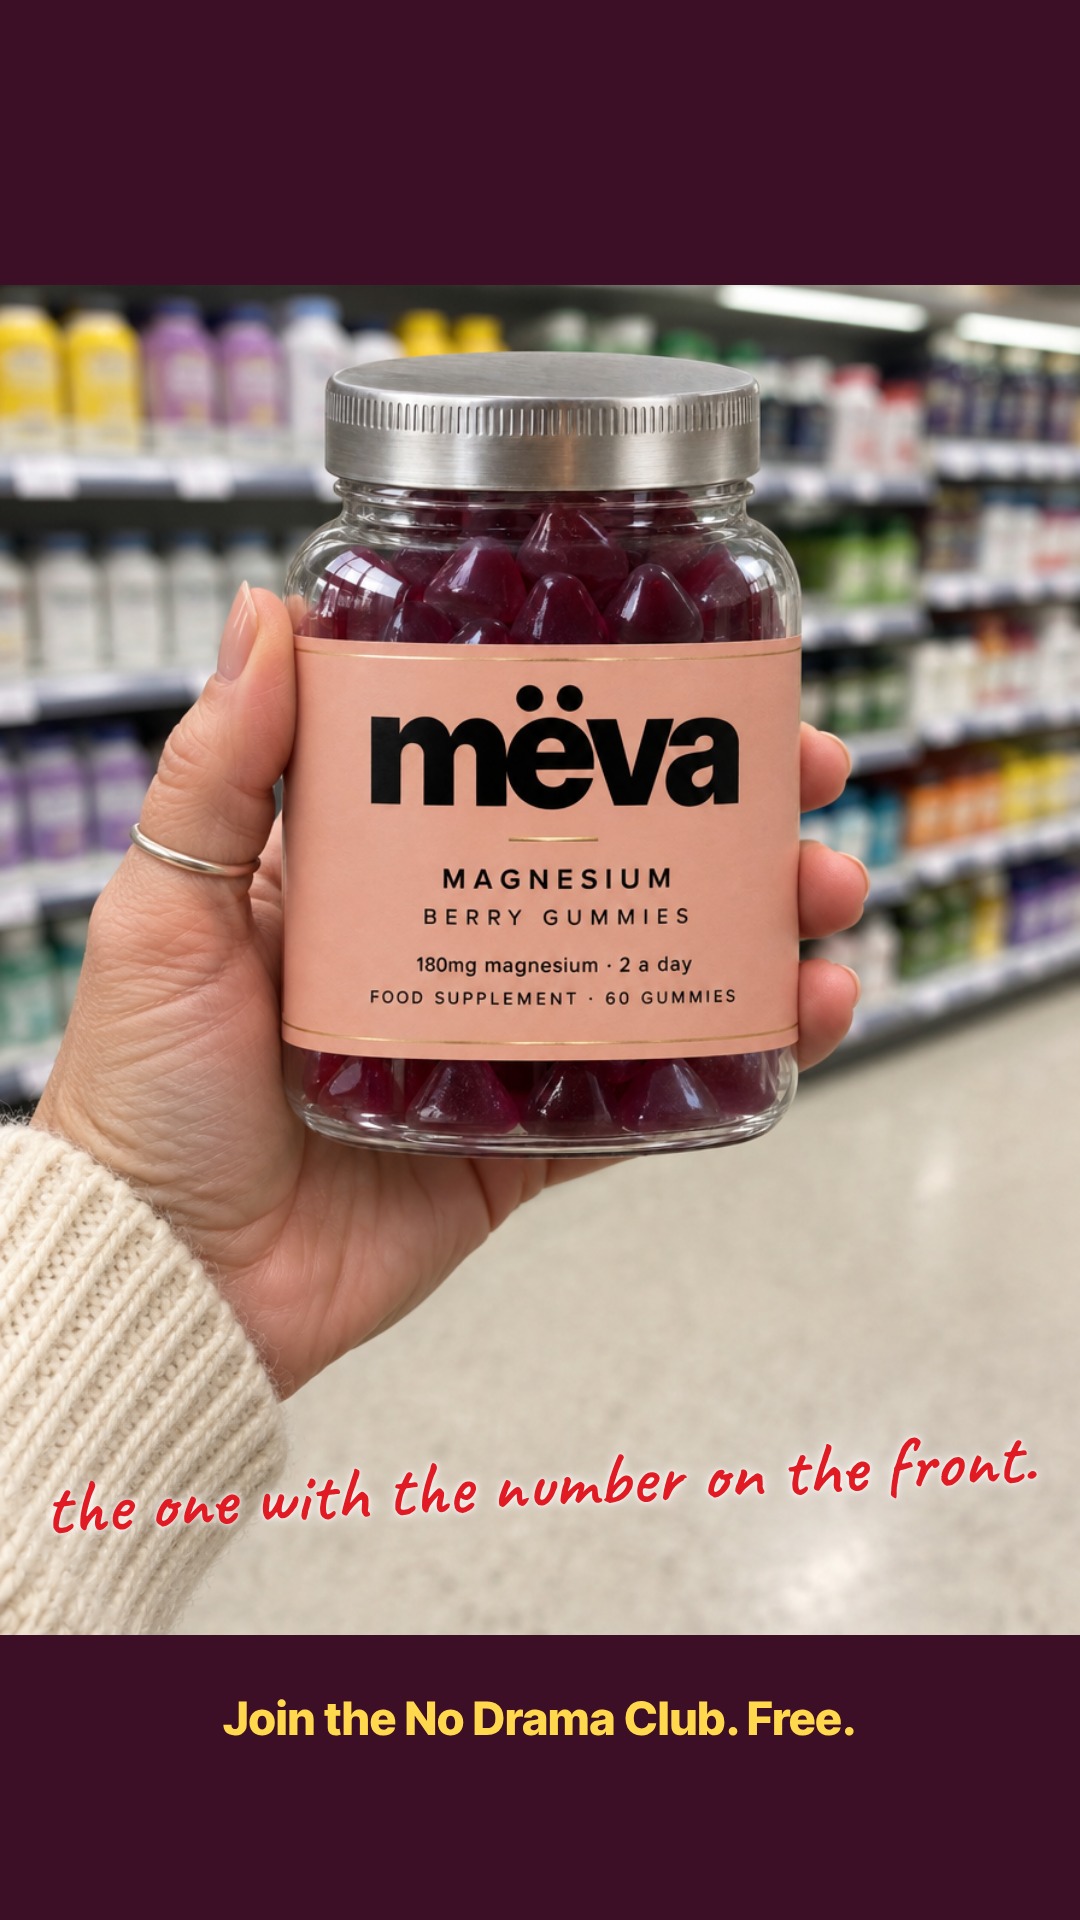 mëva
MAGNESIUM
BERRY GUMMIES
180mg magnesium · 2 a day
FOOD SUPPLEMENT · 60 GUMMIES
the one with the number on the front.
Join the No Drama Club. Free.